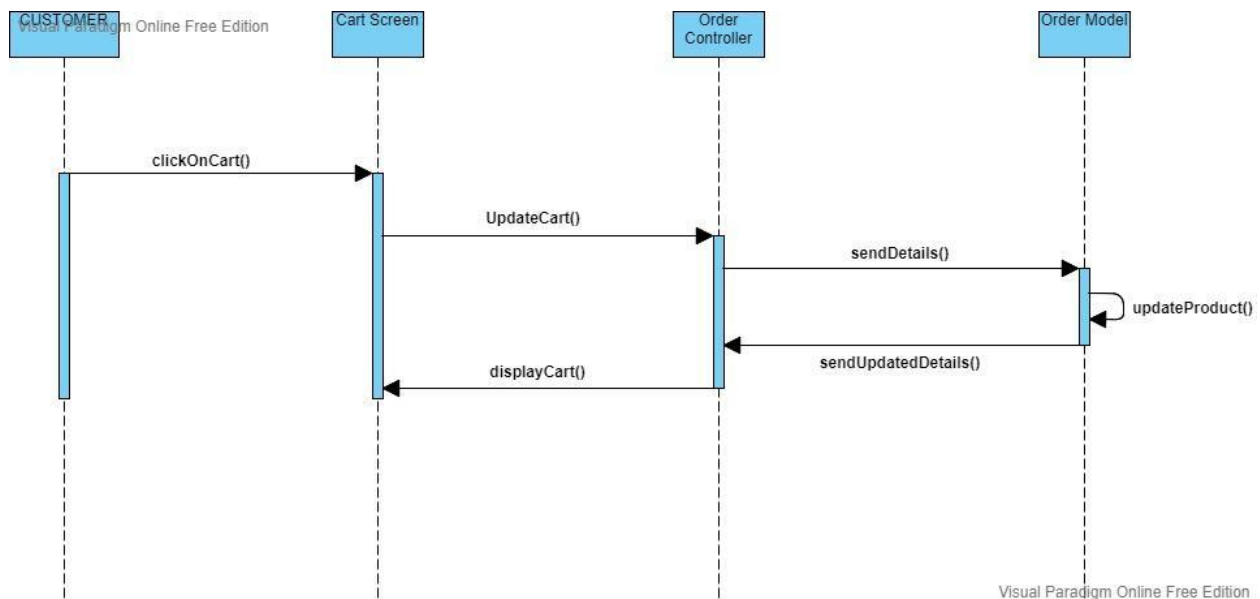 CUSTOMER
Visual Paradigm Online Free Edition
Cart Screen
Order
Controller
Order Model
clickOnCart()
UpdateCart()
sendDetails()
updateProduct()
sendUpdatedDetails()
displayCart()
Visual Paradigm Online Free Edition